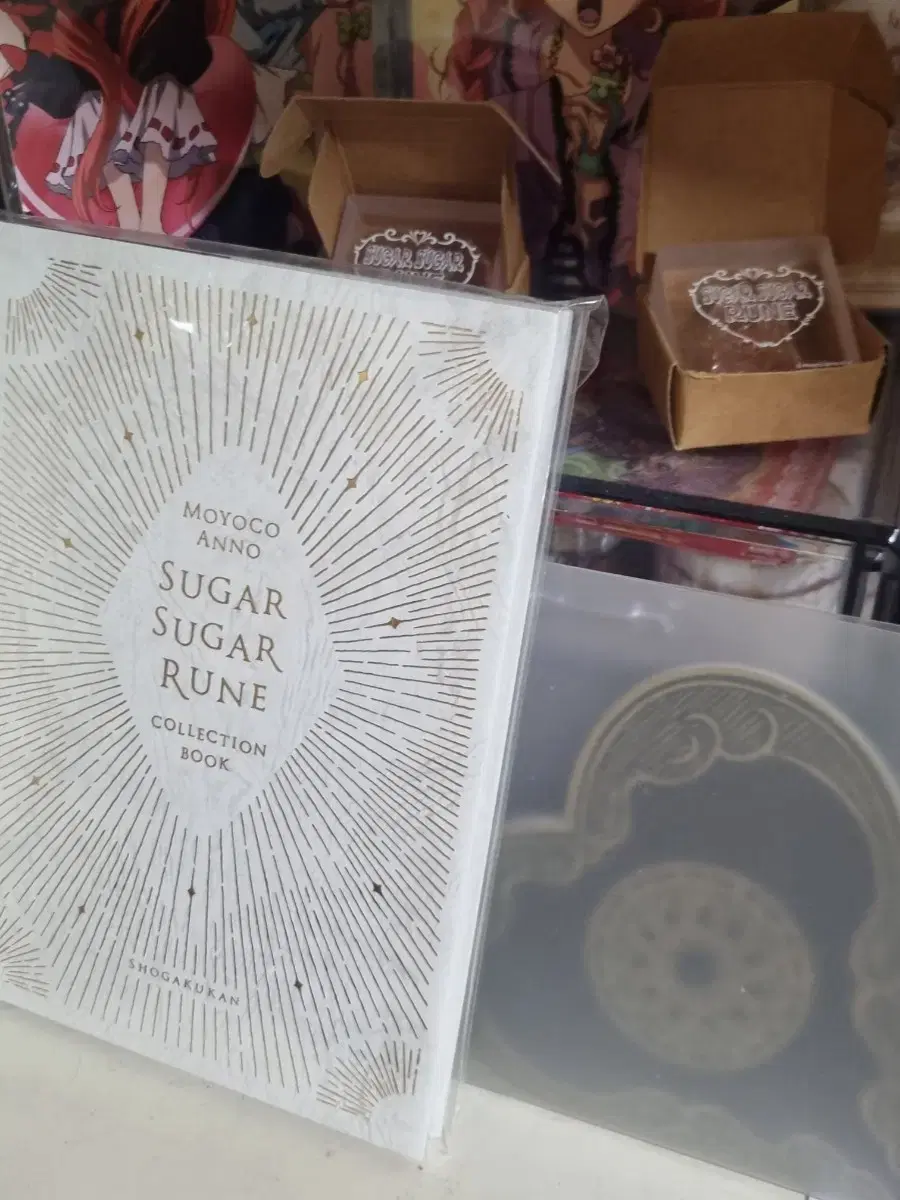 SUGAR SUGAR
SUGAR SUGAR
RUNE
MOYOCO
ANNO
SUGAR
SUGAR
RUNE
COLLECTION
BOOK
SHOGAKUKAN